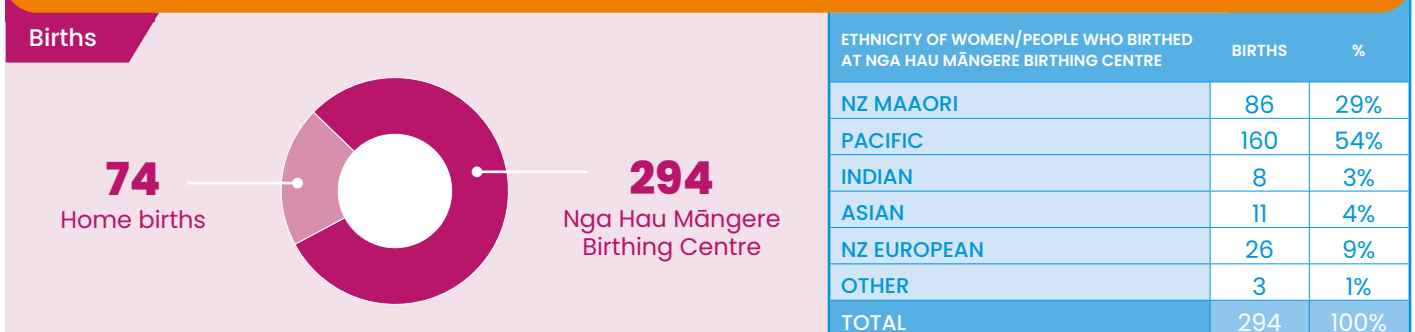 Births
74
Home births
294
Nga Hau Māngere
Birthing Centre
ETHNICITY OF WOMEN/PEOPLE WHO BIRTHED
AT NGA HAU MĀNGERE BIRTHING CENTRE
BIRTHS
%
NZ MAAORI 86 29%
PACIFIC 160 54%
INDIAN 8 3%
ASIAN 11 4%
NZ EUROPEAN 26 9%
OTHER 3 1%
TOTAL 294 100%